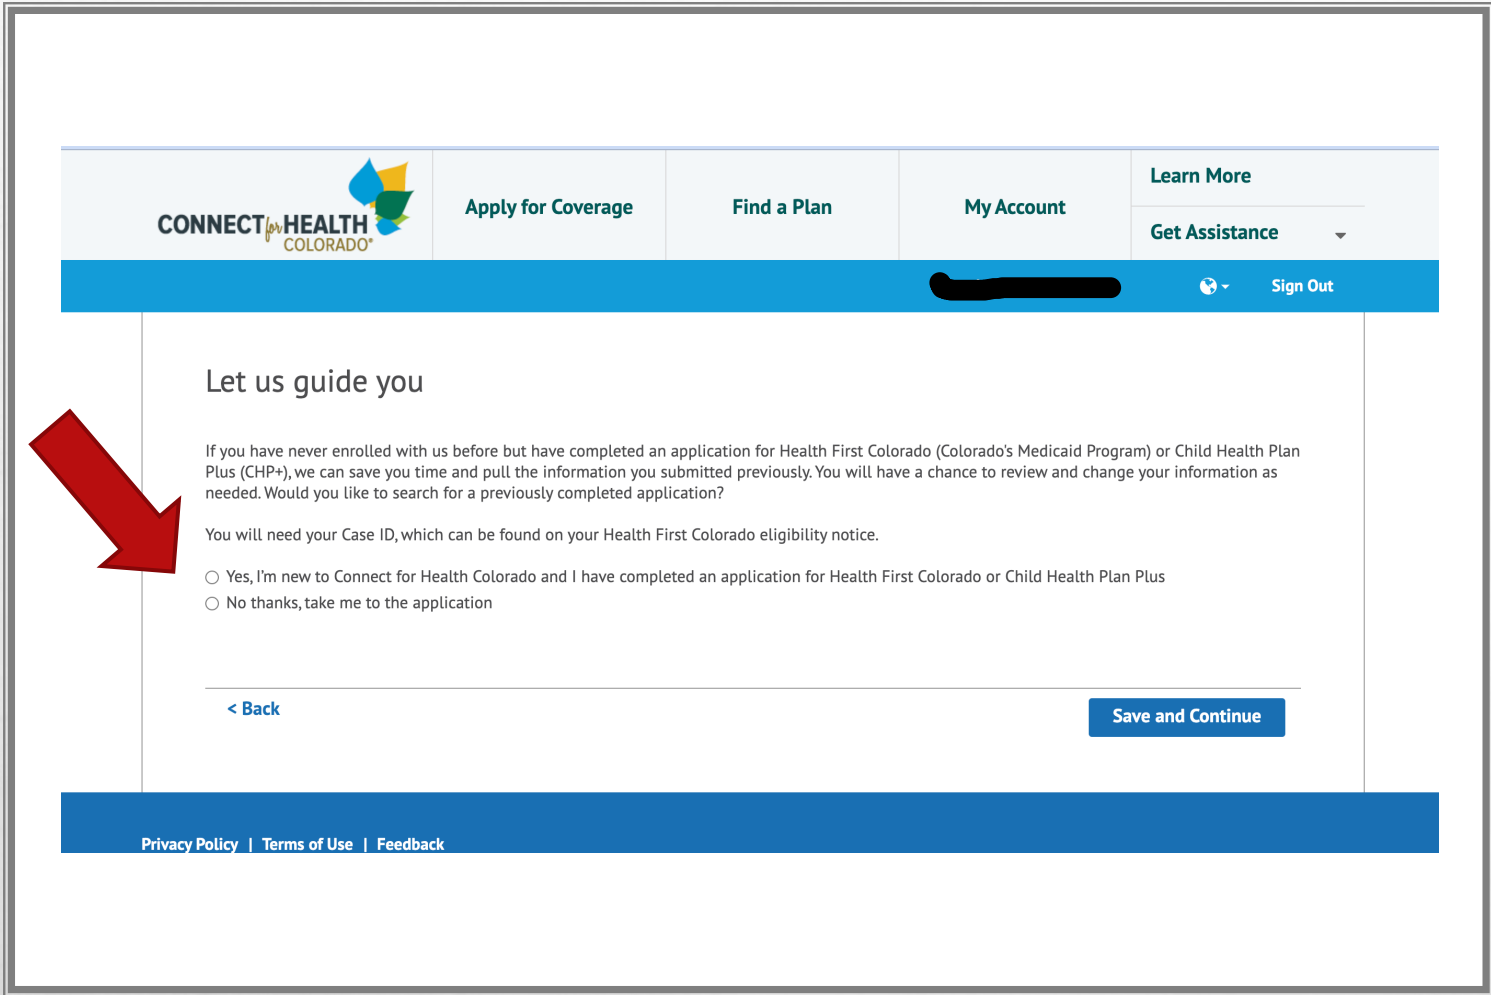 CONNECT for HEALTH
COLORADO®
Apply for Coverage
Find a Plan
My Account
Learn More
Get Assistance
Sign Out
Let us guide you
If you have never enrolled with us before but have completed an application for Health First Colorado (Colorado's Medicaid Program) or Child Health Plan
Plus (CHP+), we can save you time and pull the information you submitted previously. You will have a chance to review and change your information as
needed. Would you like to search for a previously completed application?
You will need your Case ID, which can be found on your Health First Colorado eligibility notice.
Yes, I'm new to Connect for Health Colorado and I have completed an application for Health First Colorado or Child Health Plan Plus
No thanks, take me to the application
< Back
Save and Continue
Privacy Policy | Terms of Use | Feedback